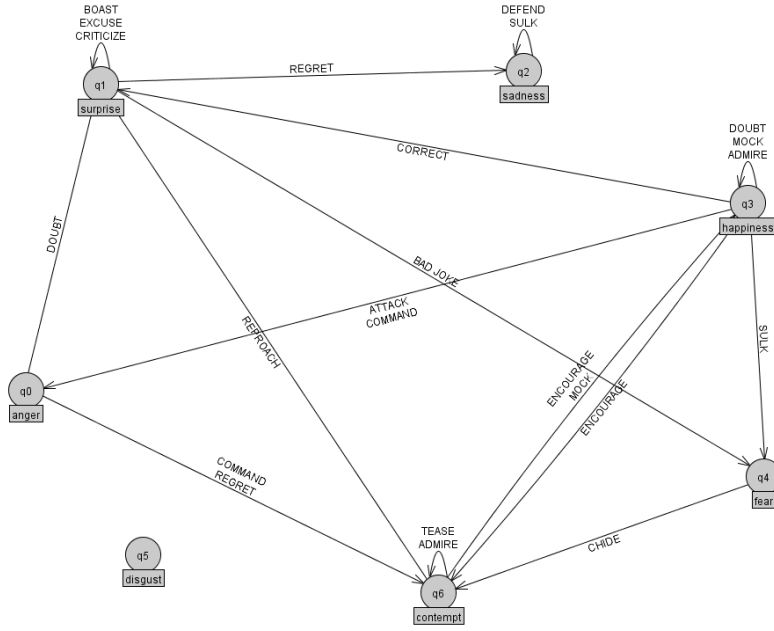 BOAST
EXCUSE
CRITICIZE
DEFEND
SULK
q1
surprise
REGRET
q2
sadness
DOUBT
MOCK
ADMIRE
CORRECT
q3
happiness
DOUBT
BAD JOKE
ATTACK
COMMAND
REPROACH
SULK
ENCOURAGE
MOCK
ENCOURAGE
q0
anger
COMMAND
REGRET
q4
fear
TEASE
ADMIRE
CHIDE
q5
disgust
q6
contempt